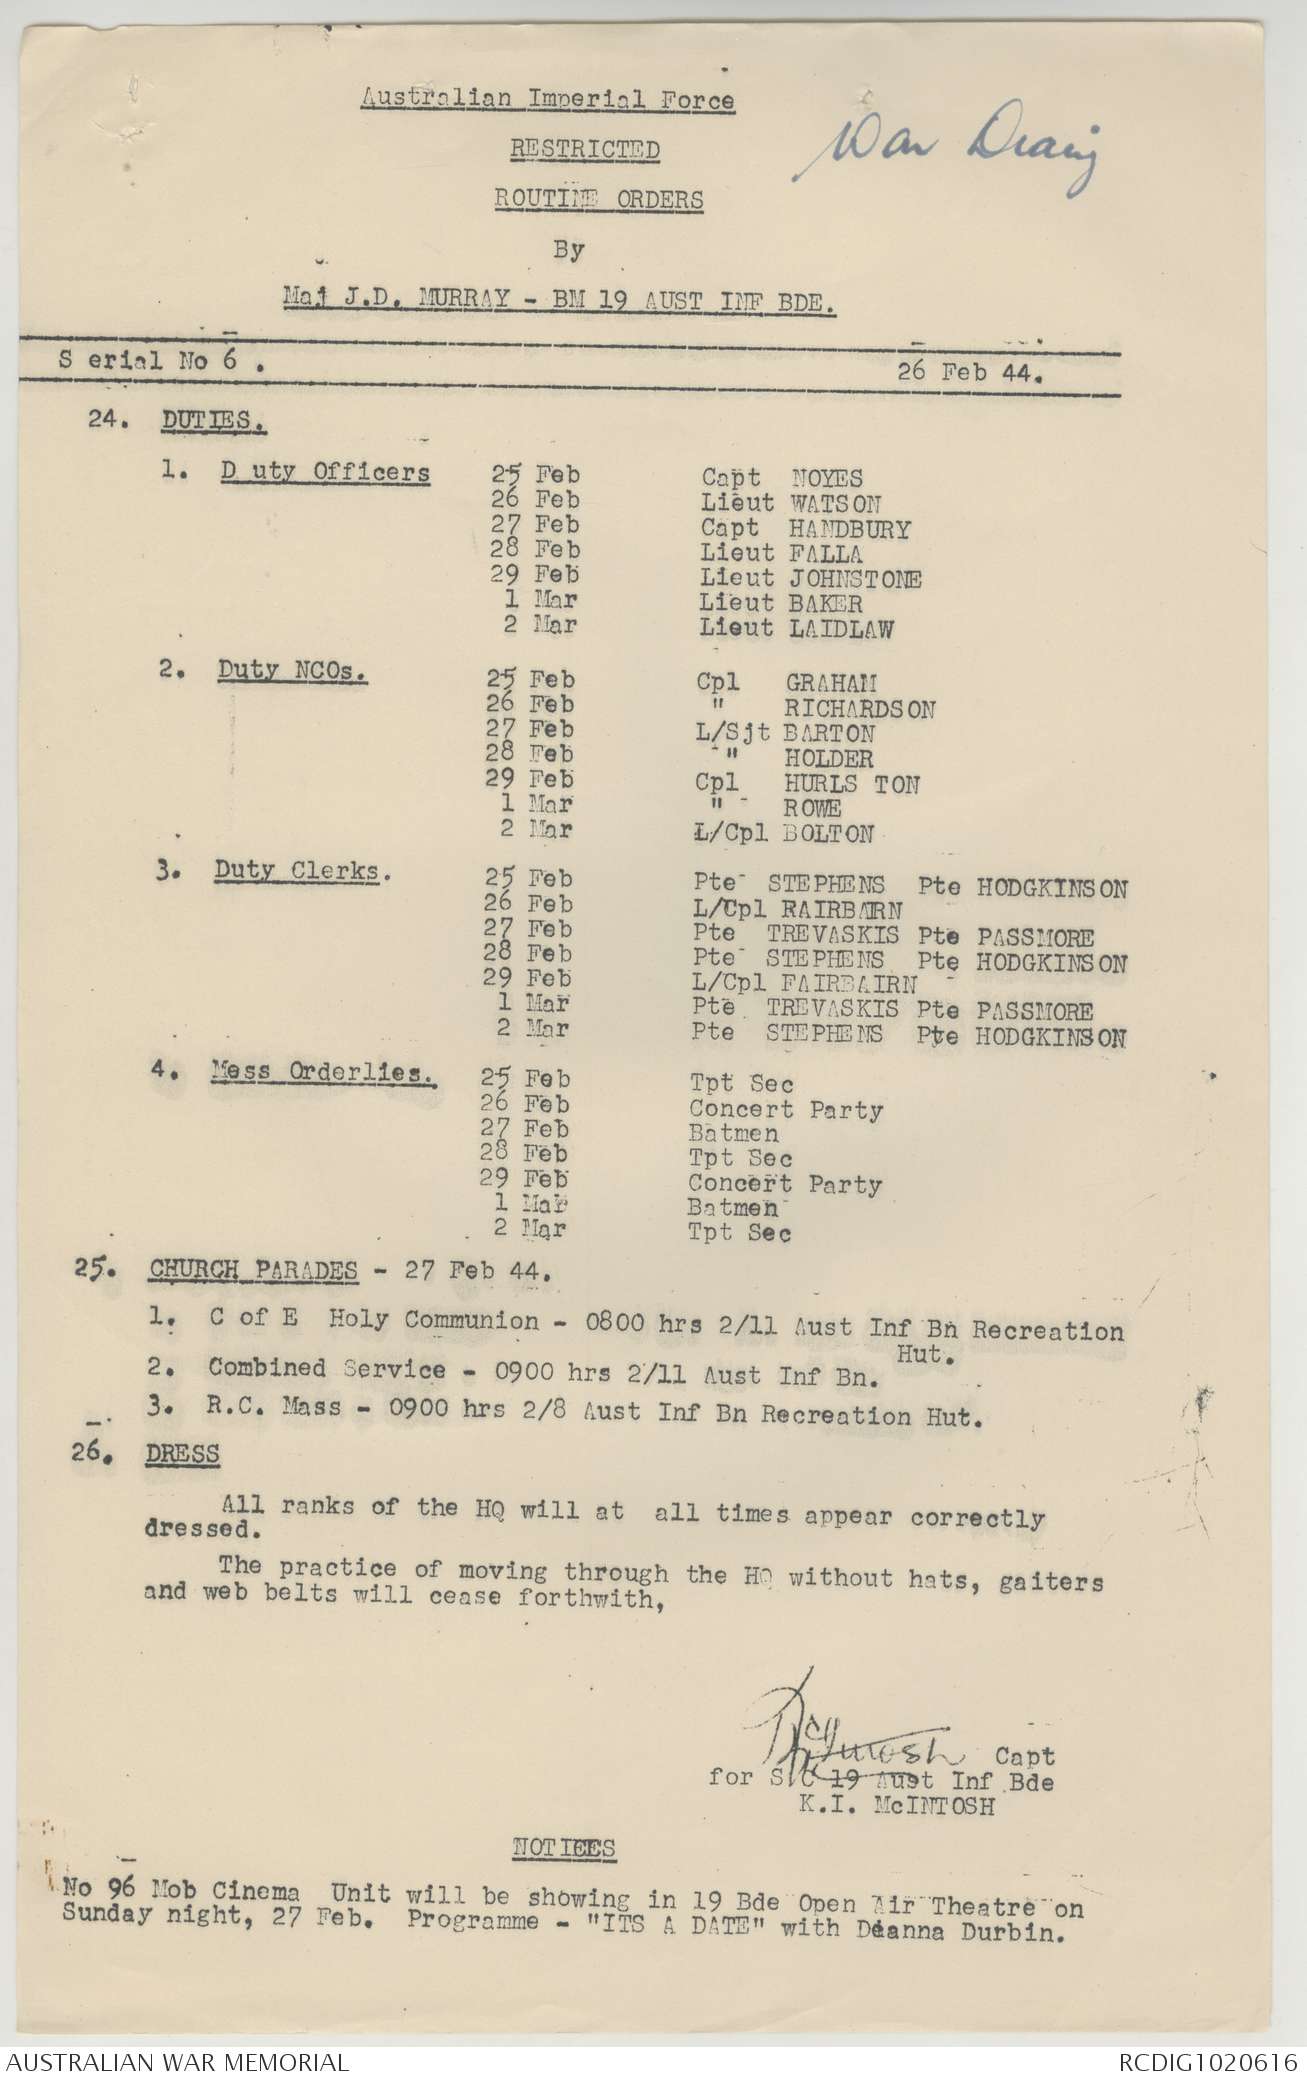 Australian Imperial Force
War Diary
RESTRICTED
ROUTINE ORDERS
By
Maj J.D. MURRAY - BM 19 AUST INF BDE.
S erial No 6 .    26 Feb 44.
24. DUTIES.
1. D uty Officers    25 Feb    Capt NOYES
26 Feb    Lieut WATSON
27 Feb    Capt HANDBURY
28 Feb    Lieut FALLA
29 Feb    Lieut JOHNSTONE
1 Mar    Lieut BAKER
2 Mar    Lieut LAIDLAW
2. Duty NCOs.    25 Feb    Cpl GRAHAM
26 Feb    " RICHARDSON
27 Feb    L/Sjt BARTON
28 Feb    " HOLDER
29 Feb    Cpl HURLS TON
1 Mar    " ROWE
2 Mar    L/Cpl BOLTON
3. Duty Clerks.    25 Feb    Pte STEPHENS Pte HODGKINSON
26 Feb    L/Cpl FAIRBARN
27 Feb    Pte TREVASKIS Pte PASSMORE
28 Feb    Pte STEPHENS Pte HODGKINSON
29 Feb    L/Cpl FAIRBAIRN
1 Mar    Pte TREVASKIS Pte PASSMORE
2 Mar    Pte STEPHENS Pte HODGKINSON
4. Mess Orderlies.    25 Feb    Tpt Sec
26 Feb    Concert Party
27 Feb    Batmen
28 Feb    Tpt Sec
29 Feb    Concert Party
1 Mar    Batmen
2 Mar    Tpt Sec
25. CHURCH PARADES - 27 Feb 44.
1. C of E Holy Communion - 0800 hrs 2/11 Aust Inf Bn Recreation
Hut.
2. Combined Service - 0900 hrs 2/11 Aust Inf Bn.
3. R.C. Mass - 0900 hrs 2/8 Aust Inf Bn Recreation Hut.
26. DRESS
All ranks of the HQ will at all times appear correctly
dressed.
The practice of moving through the HQ without hats, gaiters
and web belts will cease forthwith,
McIntosh Capt
for S/C 19 Aust Inf Bde
K.I. McINTOSH
NOTICES
No 96 Mob Cinema Unit will be showing in 19 Bde Open Air Theatre on
Sunday night, 27 Feb. Programme - "ITS A DATE" with Deanna Durbin.
AUSTRALIAN WAR MEMORIAL    RCDIG1020616